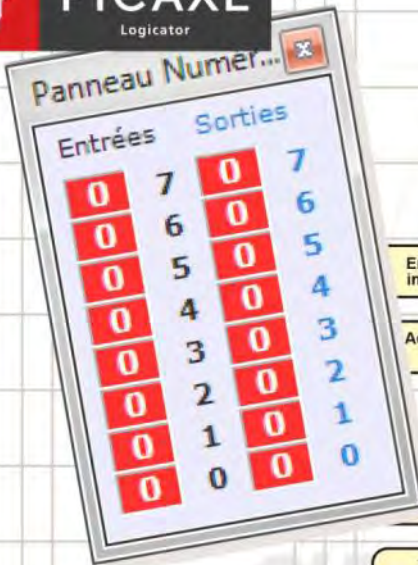 PICAXE
Logicator
Panneau Numer...
Entrées Sorties
0 7 0 7
0 6 0 6
0 5 0 5
0 4 0 4
0 3 0 3
0 2 0 2
0 1 0 1
0 0 0 0